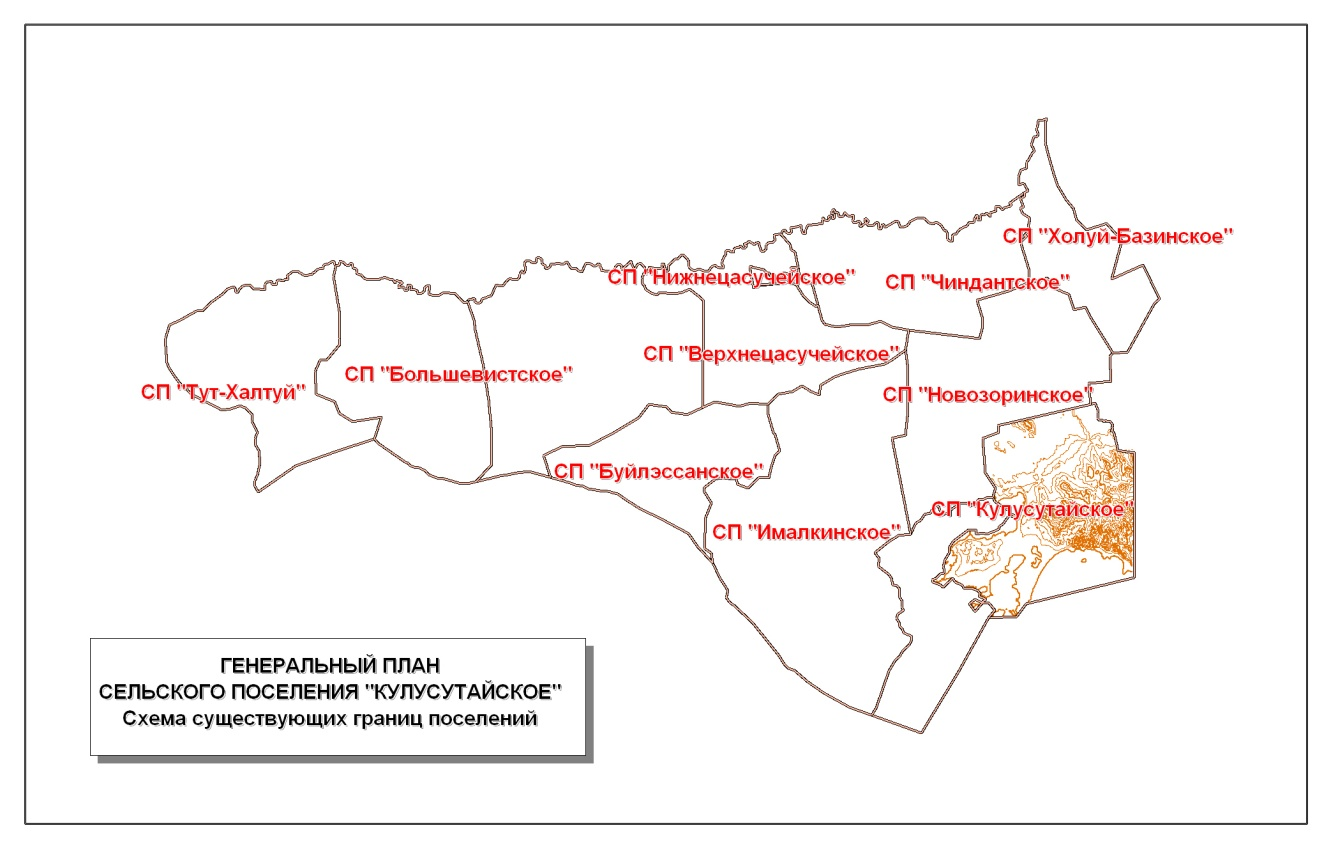 СП "Холуй-Базинское"
СП "Нижнецасучейское"
СП "Чиндантское"
СП "Верхнецасучейское"
СП "Большевистское"
СП "Тут-Халтуй"
СП "Новозоринское"
СП "Буйлэссанское"
СП "Кулусутайское"
СП "Ималкинское"
ГЕНЕРАЛЬНЫЙ ПЛАН
СЕЛЬСКОГО ПОСЕЛЕНИЯ "КУЛУСУТАЙСКОЕ"
Схема существующих границ поселений